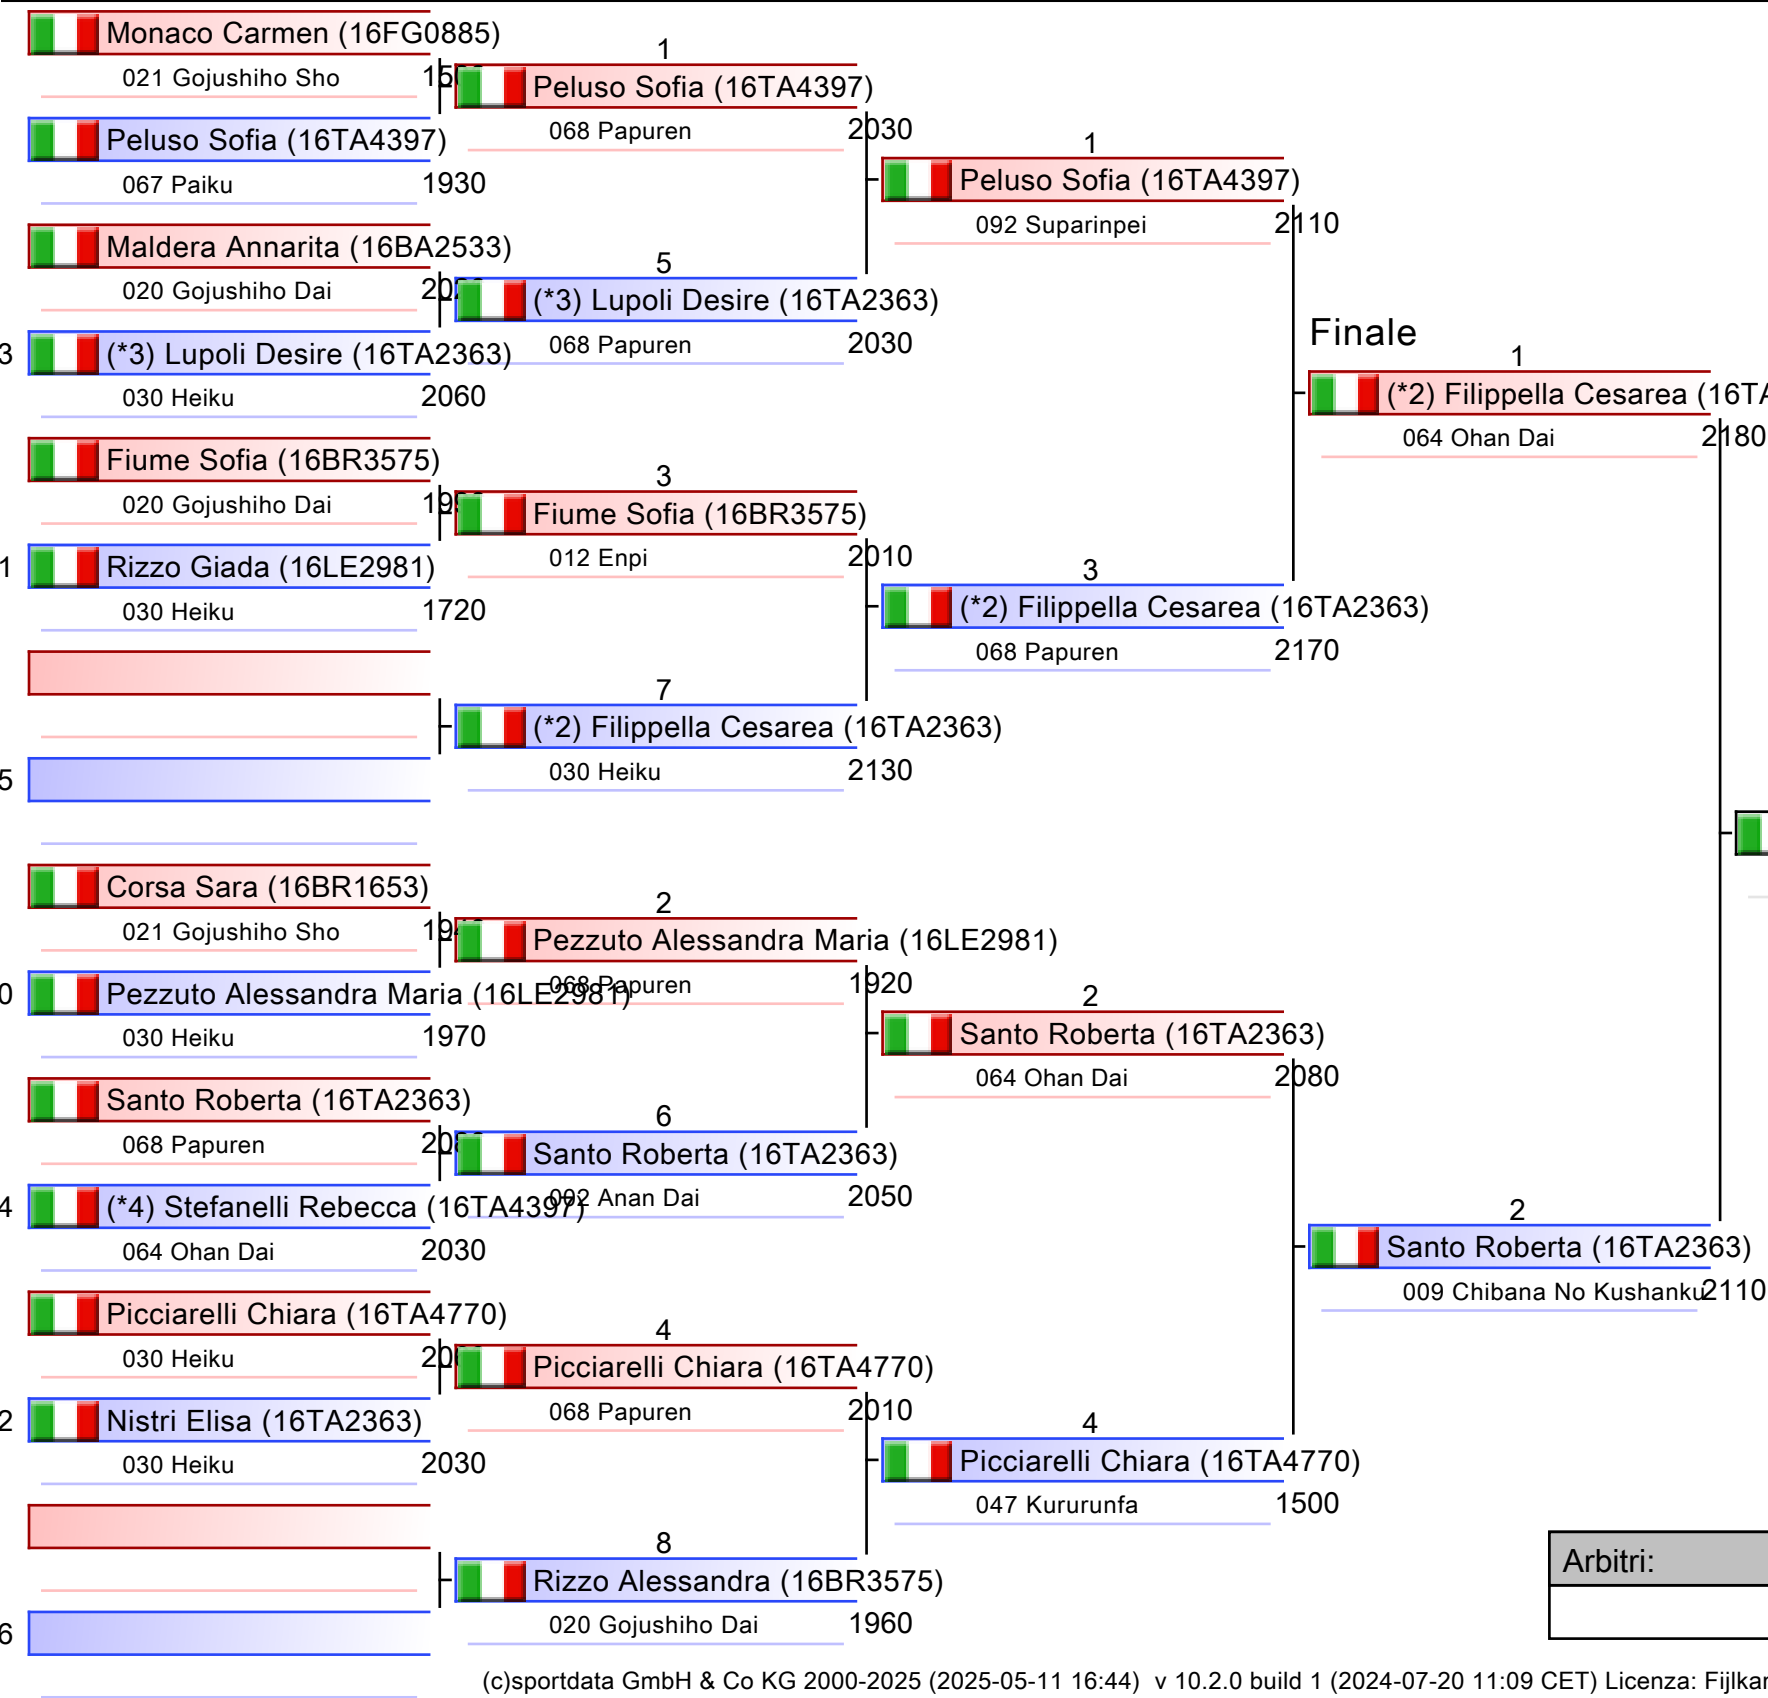 Monaco Carmen (16FG0885)
021 Gojushiho Sho
Peluso Sofia (16TA4397)
067 Paiku 1930
Maldera Annarita (16BA2533)
020 Gojushiho Dai
3 (*3) Lupoli Desire (16TA2363)
030 Heiku 2060
Fiume Sofia (16BR3575)
020 Gojushiho Dai
1 Rizzo Giada (16LE2981)
030 Heiku 1720
5
Corsa Sara (16BR1653)
021 Gojushiho Sho
0 Pezzuto Alessandra Maria (16LE2981)
030 Heiku 1970
Santo Roberta (16TA2363)
068 Papuren
4 (*4) Stefanelli Rebecca (16TA4397)
064 Ohan Dai 2030
Picciarelli Chiara (16TA4770)
030 Heiku
2 Nistri Elisa (16TA2363)
030 Heiku 2030
6
1
Peluso Sofia (16TA4397)
068 Papuren 2030
5
(*3) Lupoli Desire (16TA2363)
068 Papuren 2030
3
Fiume Sofia (16BR3575)
012 Enpi 2010
7
(*2) Filippella Cesarea (16TA2363)
030 Heiku 2130
2
Pezzuto Alessandra Maria (16LE2981)
068 Papuren 1920
6
Santo Roberta (16TA2363)
002 Anan Dai 2050
4
Picciarelli Chiara (16TA4770)
068 Papuren 2010
8
Rizzo Alessandra (16BR3575)
020 Gojushiho Dai 1960
1
Peluso Sofia (16TA4397)
092 Suparinpei 2110
3
(*2) Filippella Cesarea (16TA2363)
068 Papuren 2170
2
Santo Roberta (16TA2363)
064 Ohan Dai 2080
4
Picciarelli Chiara (16TA4770)
047 Kururunfa 1500
Finale
1
(*2) Filippella Cesarea (16TA
064 Ohan Dai 2180
2
Santo Roberta (16TA2363)
009 Chibana No Kushanku 2110
Arbitri:
(c)sportdata GmbH & Co KG 2000-2025 (2025-05-11 16:44) v 10.2.0 build 1 (2024-07-20 11:09 CET) Licenza: Fijlkam